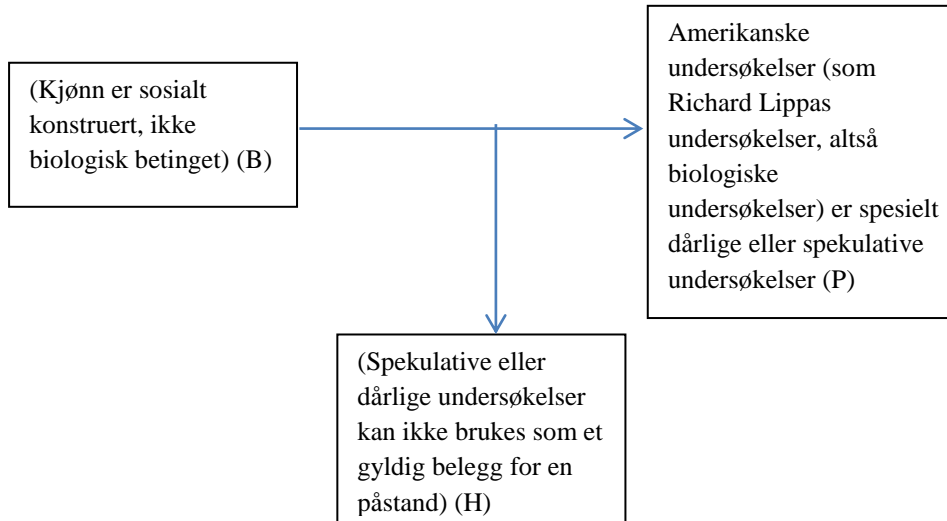 (Kjønn er sosialt
konstruert, ikke
biologisk betinget) (B)
Amerikanske
undersøkelser (som
Richard Lippas
undersøkelser, altså
biologiske
undersøkelser) er spesielt
dårlige eller spekulative
undersøkelser (P)
(Spekulative eller
dårlige undersøkelser
kan ikke brukes som et
gyldig belegg for en
påstand) (H)